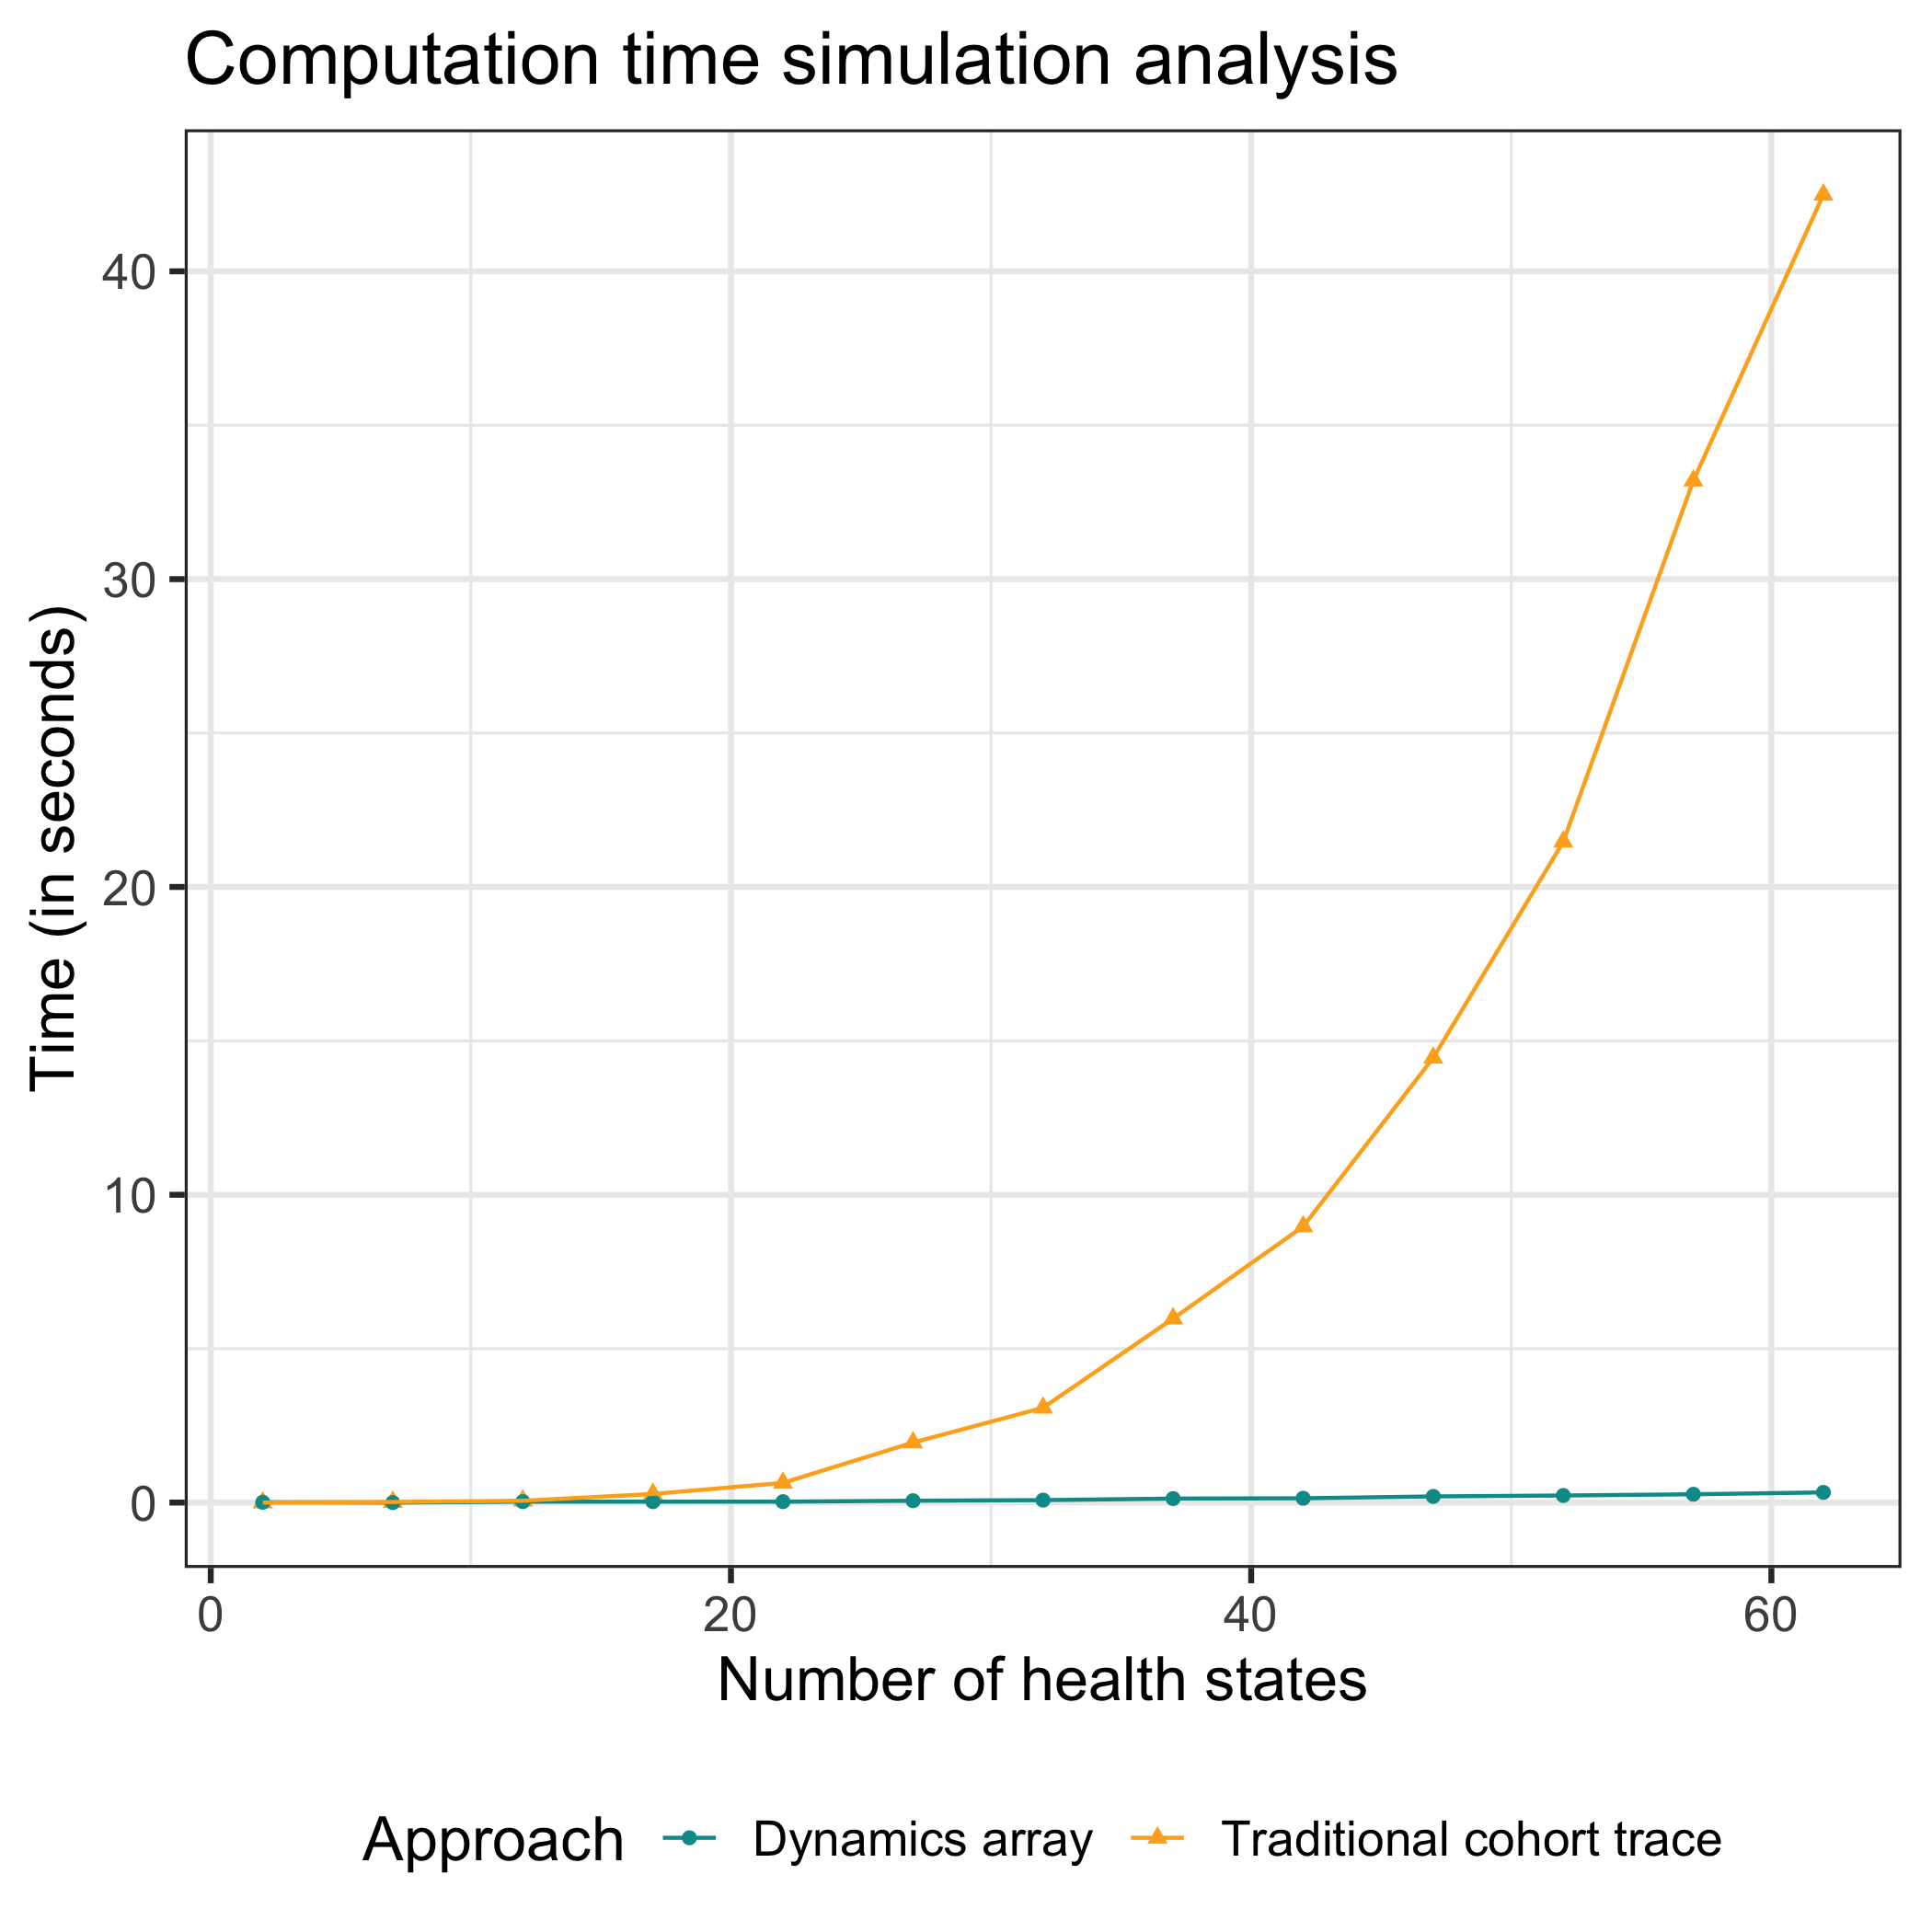 Computation time simulation analysis
40
30
20
10
0
Time (in seconds)
0 20 40 60
Number of health states
Approach Dynamics array Traditional cohort trace